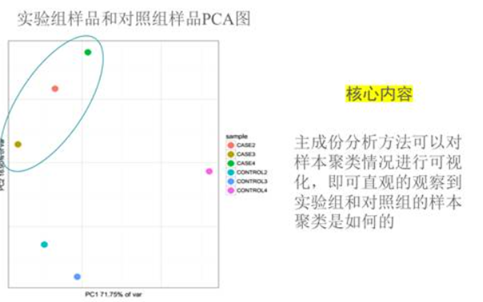 实验组样品和对照组样品PCA图
核心内容
主成份分析方法可以对
样本聚类情况进行可视
化，即可直观的观察到
实验组和对照组的样本
聚类是如何的
sample
CASE2
CASE3
CASE4
CONTROL2
CONTROL3
CONTROL4
PC2 of var
PC1 71.75% of var